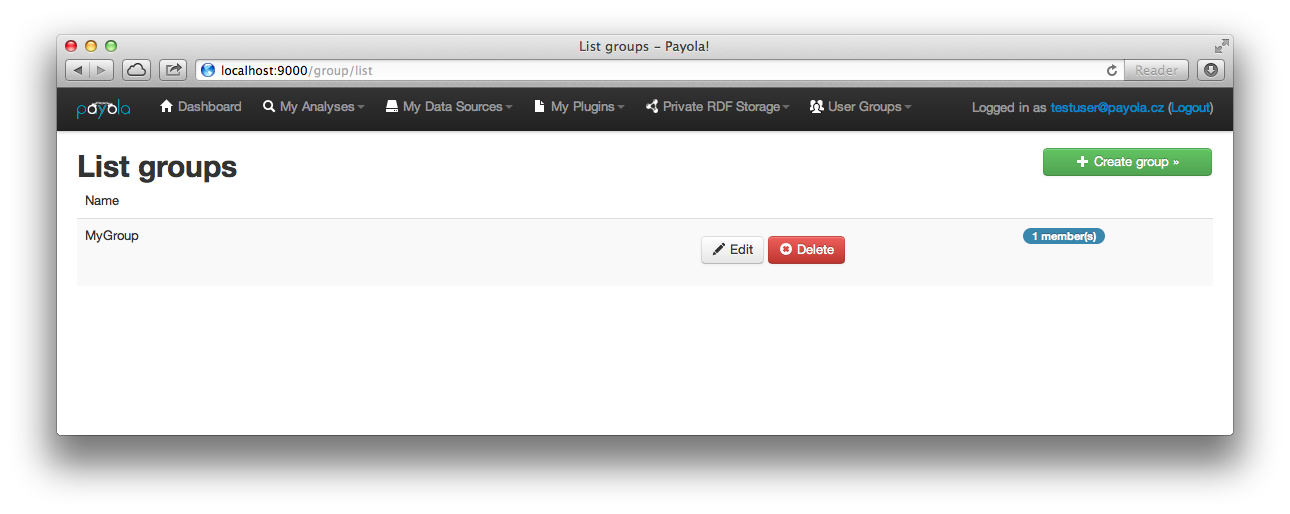 List groups – Payola!
localhost:9000/group/list
Reader
payola Dashboard My Analyses My Data Sources My Plugins Private RDF Storage User Groups Logged in as testuser@payola.cz (Logout)
List groups
Create group »
Name
MyGroup
Edit Delete
1 member(s)